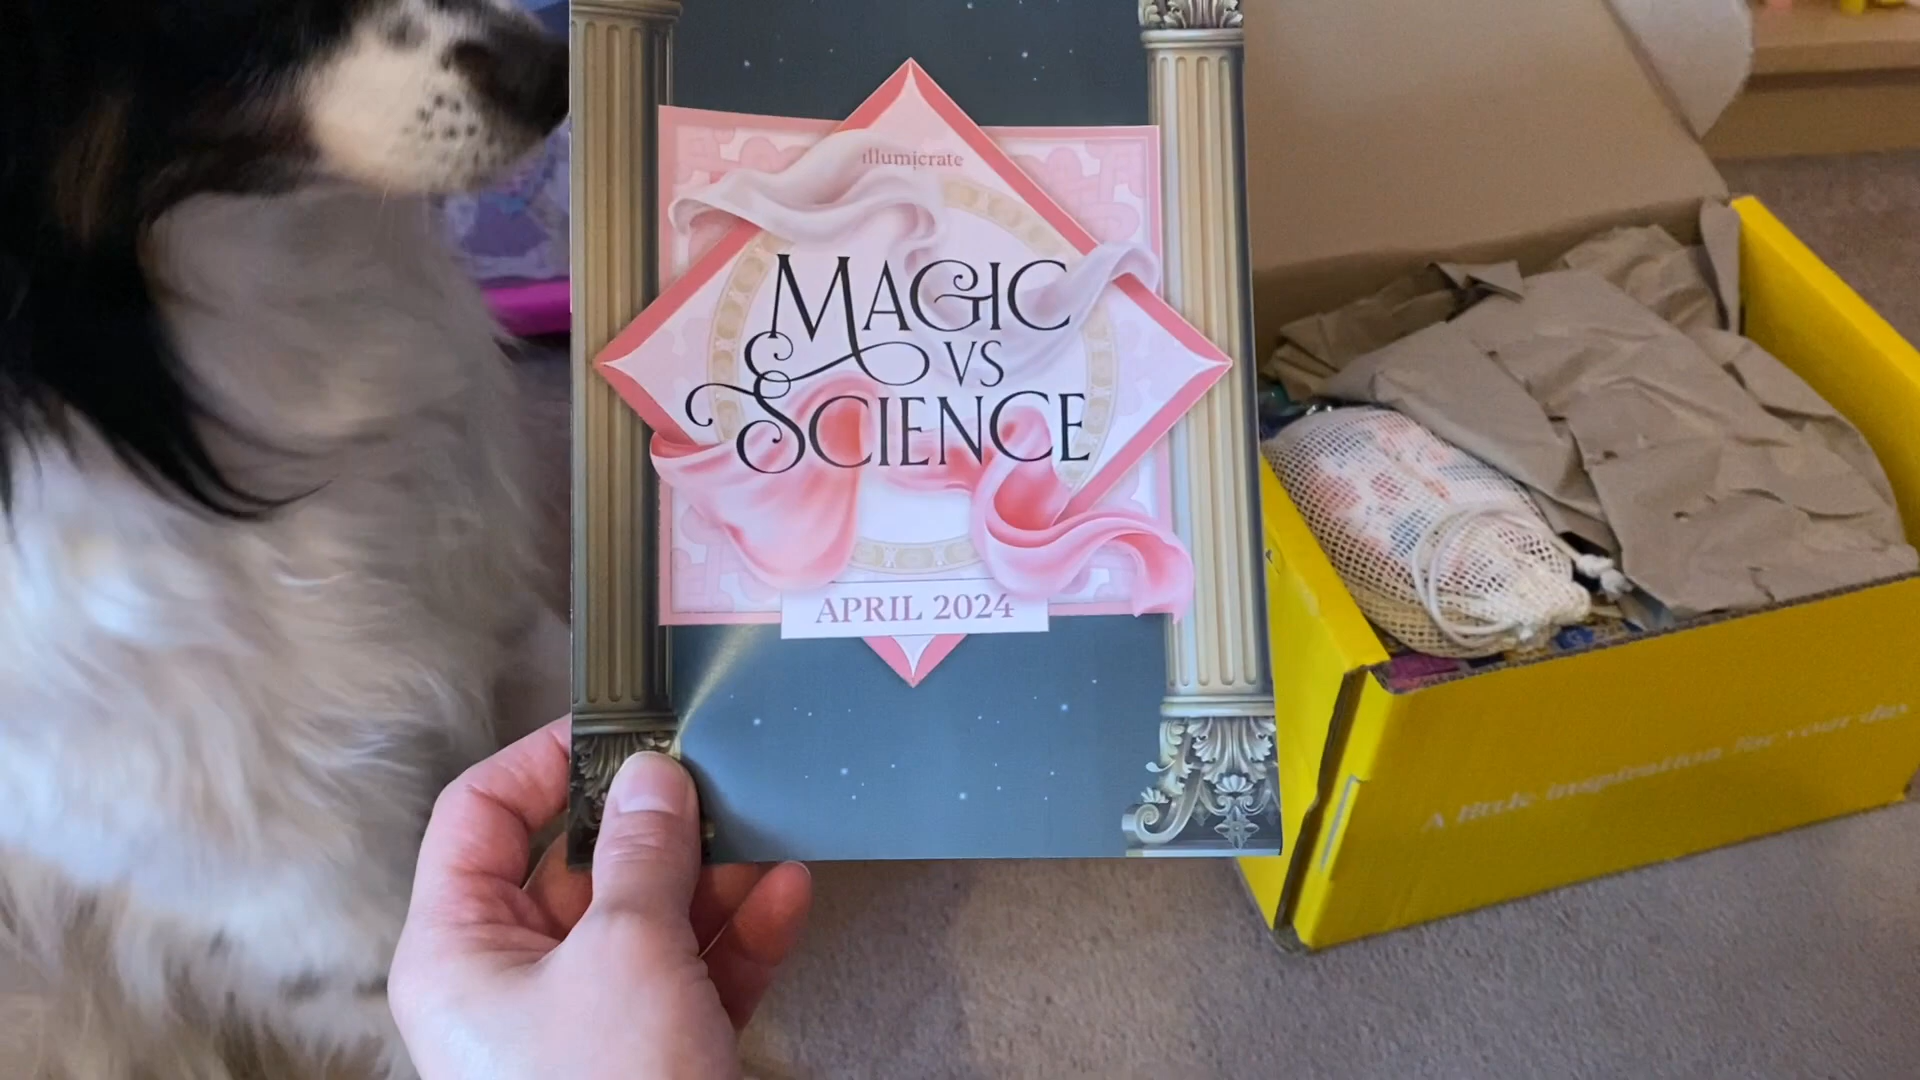 illumicrate
MAGIC
VS
SCIENCE
APRIL 2024
A little inspiration for your day